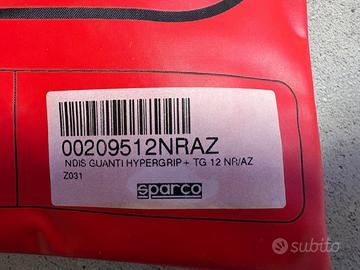 00209512NRAZ
NDIS GUANTI HYPERGRIP+ TG 12 NR/AZ
Z031
sparco
subito